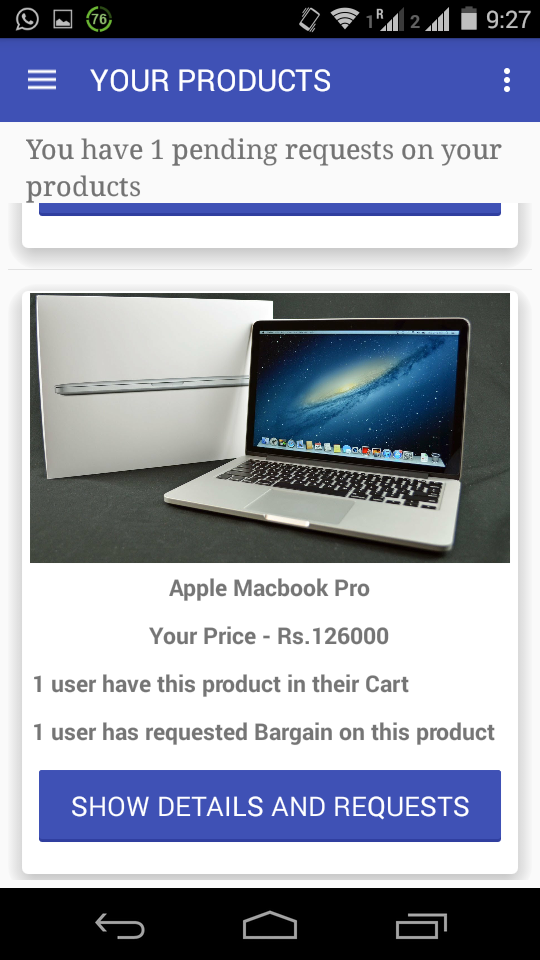 76
1 R 2 9:27
YOUR PRODUCTS
You have 1 pending requests on your
products
Apple Macbook Pro
Your Price - Rs.126000
1 user have this product in their Cart
1 user has requested Bargain on this product
SHOW DETAILS AND REQUESTS